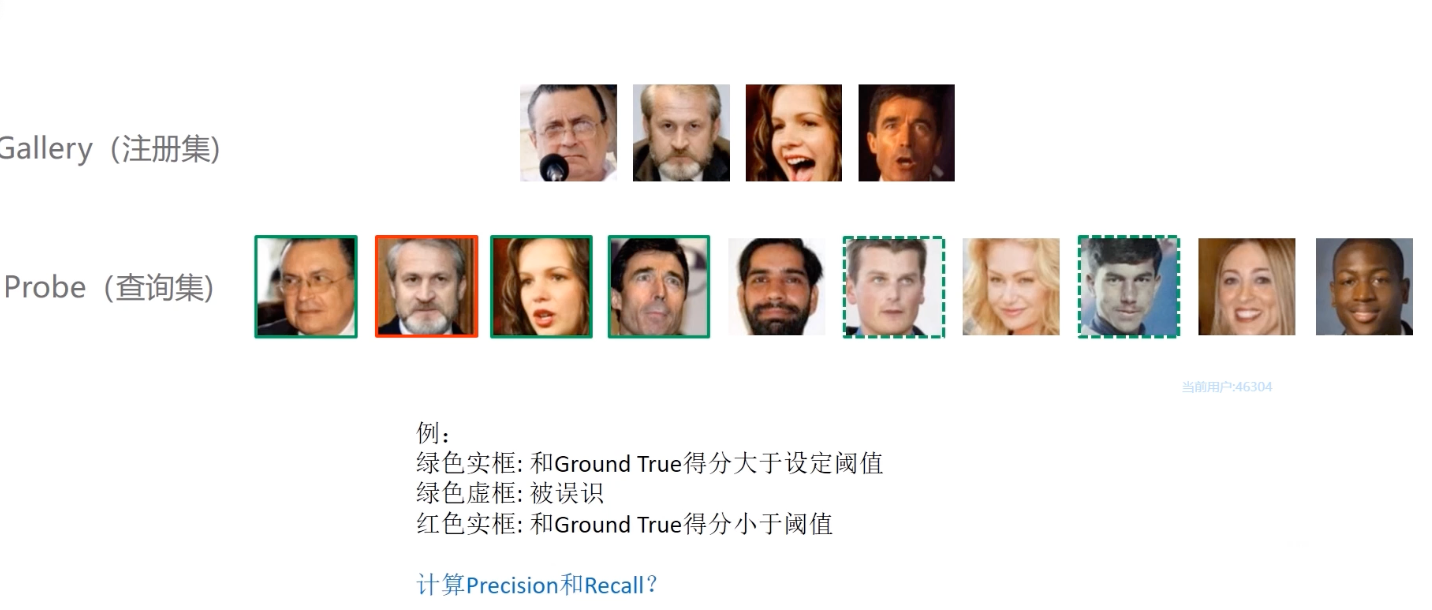 Gallery（注册集)
Probe（查询集)
当前用户:46304
例：
绿色实框: 和Ground True得分大于设定阈值
绿色虚框: 被误识
红色实框: 和Ground True得分小于阈值
计算Precision和Recall？